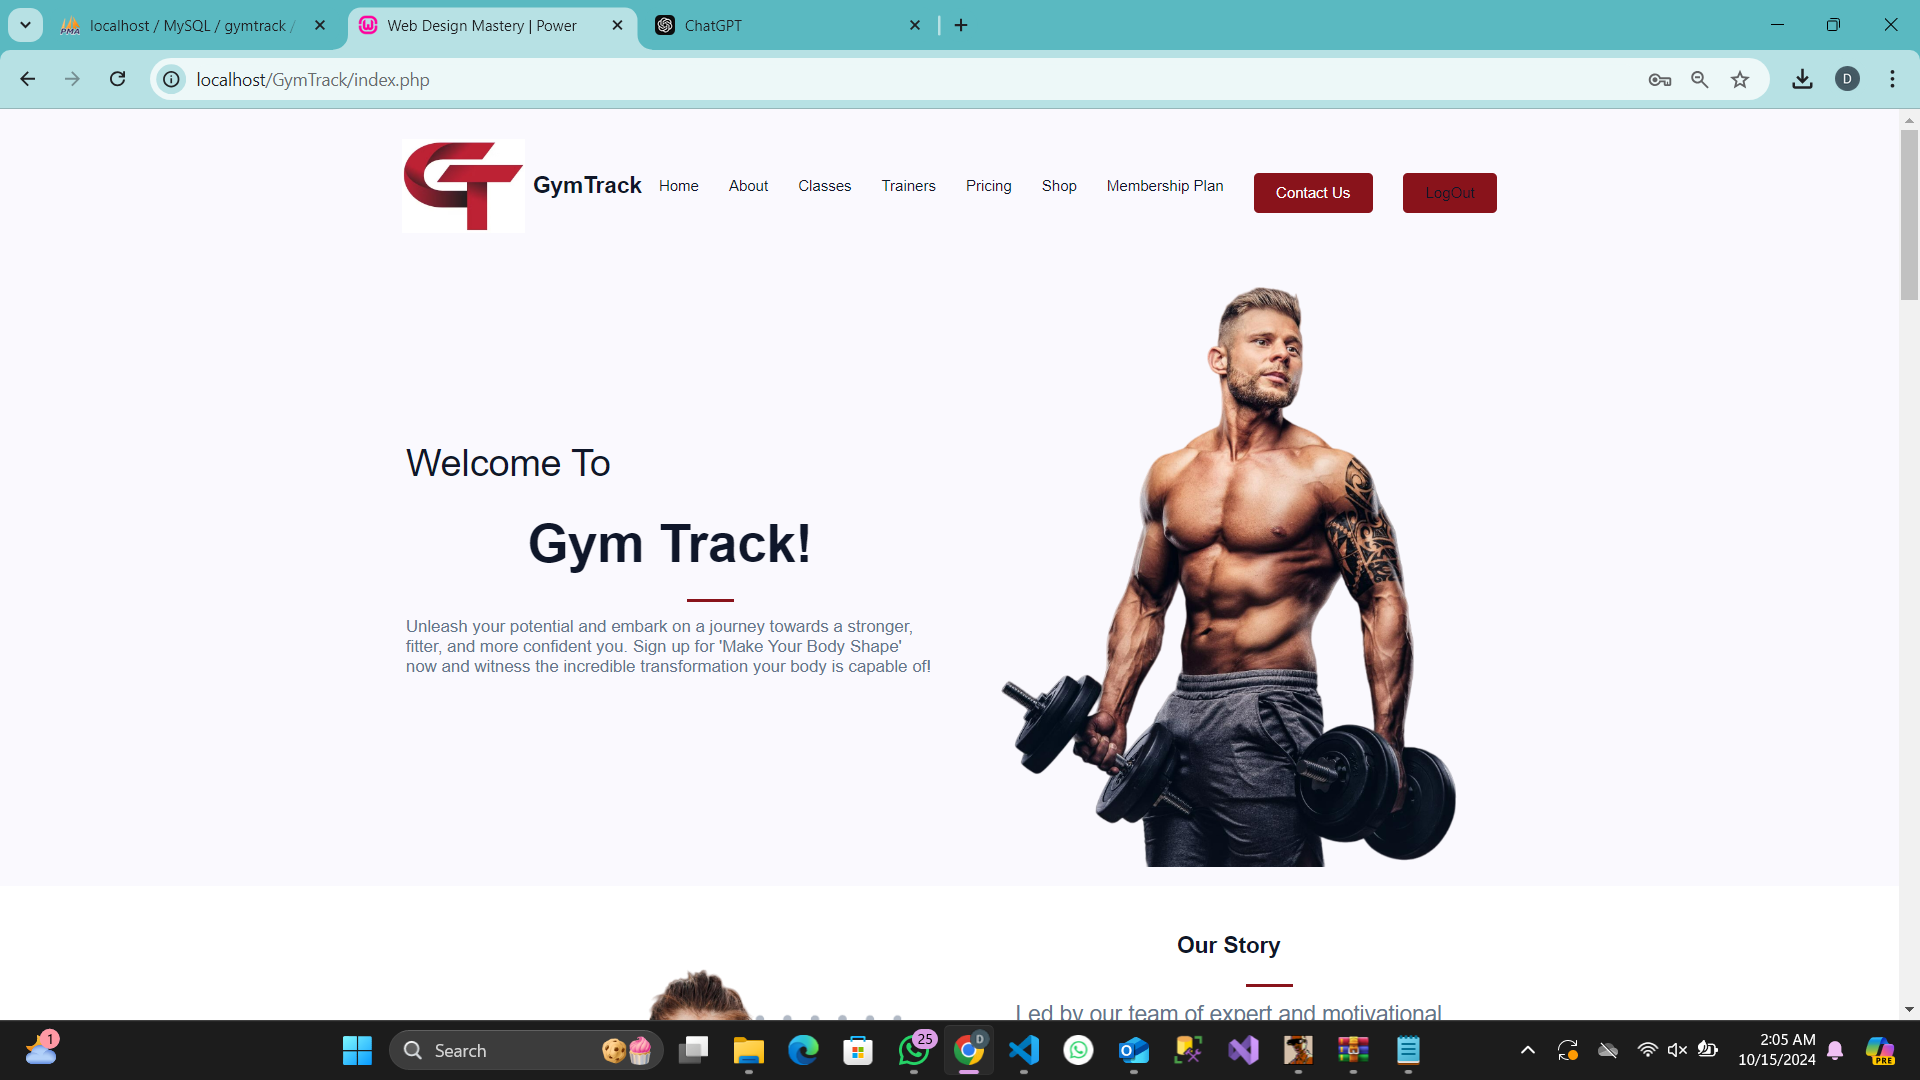 localhost / MySQL / gymtrack /
Web Design Mastery | Power
ChatGPT
localhost/GymTrack/index.php
D
GT
GymTrack
Home
About
Classes
Trainers
Pricing
Shop
Membership Plan
Contact Us
LogOut
Welcome To
Gym Track!
Unleash your potential and embark on a journey towards a stronger,
fitter, and more confident you. Sign up for 'Make Your Body Shape'
now and witness the incredible transformation your body is capable of!
Our Story
Led by our team of expert and motivational
1
Search
25
D
2:05 AM
10/15/2024
PRE